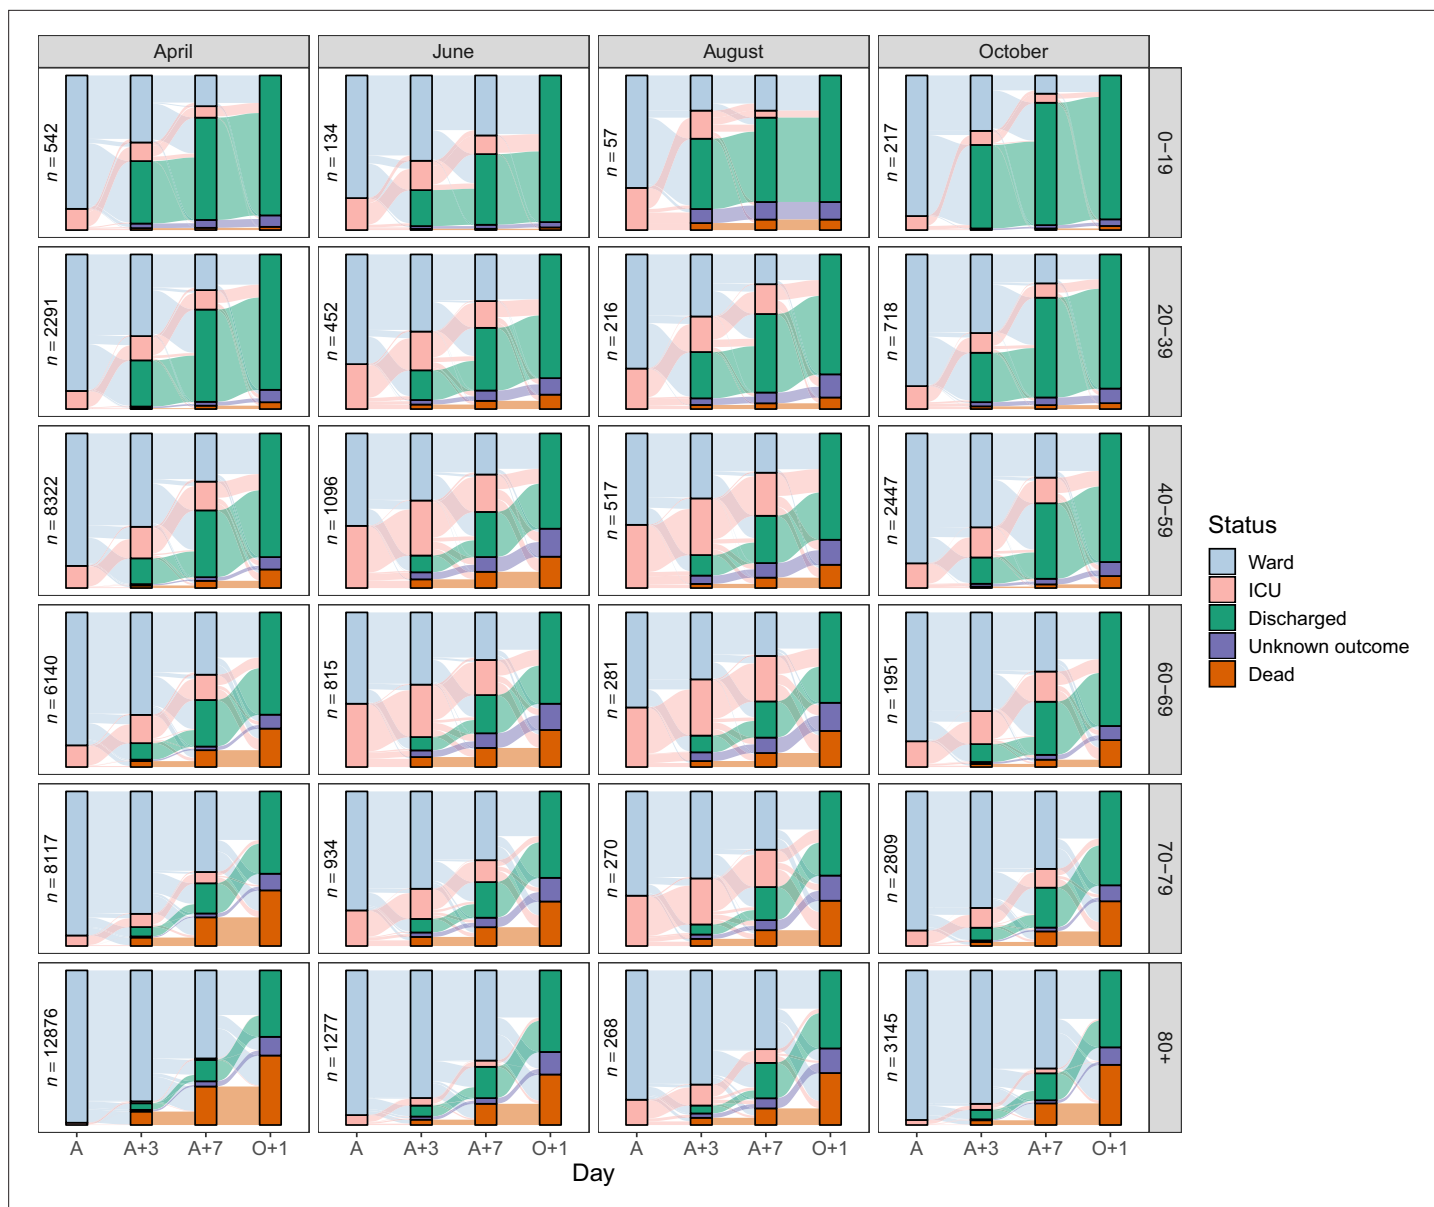 April
June
August
October
n = 542
n = 134
n = 57
n = 217
0−19
n = 2291
n = 452
n = 216
n = 718
20−39
n = 8322
n = 1096
n = 517
n = 2447
40−59
n = 6140
n = 815
n = 281
n = 1951
60−69
n = 8117
n = 934
n = 270
n = 2809
70−79
n = 12876
n = 1277
n = 268
n = 3145
80+
A A+3 A+7 O+1
A A+3 A+7 O+1
A A+3 A+7 O+1
A A+3 A+7 O+1
Day
Status
Ward
ICU
Discharged
Unknown outcome
Dead